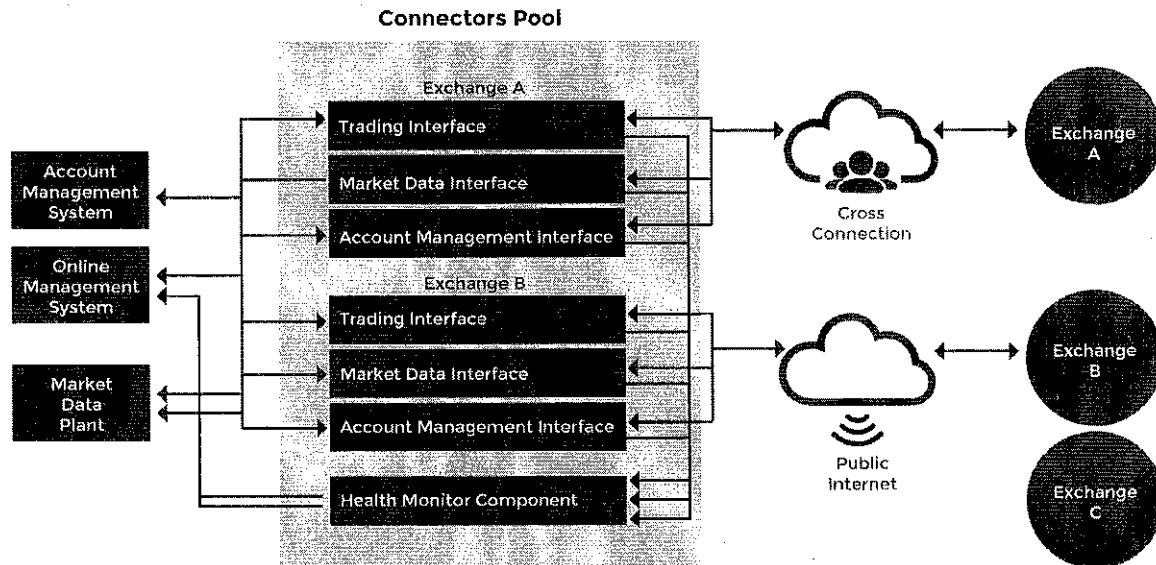 Connectors Pool
Exchange A
Trading Interface
Market Data Interface
Account Management Interface
Exchange B
Trading Interface
Market Data Interface
Account Management Interface
Health Monitor Component
Account
Management
System
Online
Management
System
Market
Data
Plant
Cross
Connection
Public
Internet
Exchange
A
Exchange
B
Exchange
C